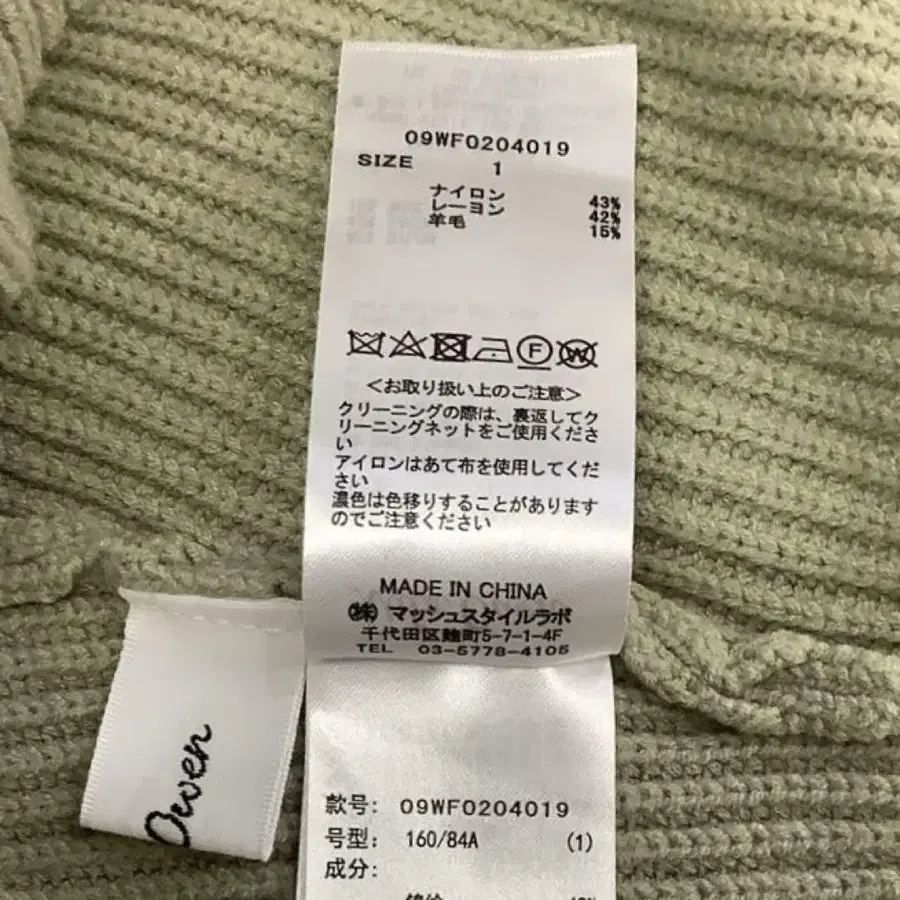 09WF0204019
SIZE 1
ナイロン 43%
レーヨン 42%
羊毛 15%
F W
<お取り扱い上のご注意>
クリーニングの際は、裏返してク
リーニングネットをご使用くださ
い
アイロンはあて布を使用してくだ
さい
濃色は色移りすることがあります
のでご注意ください
MADE IN CHINA
㈱ マッシュスタイルラボ
千代田区麹町5-7-1-4F
TEL 03-5778-4105
Owen
款号: 09WF0204019
号型: 160/84A (1)
成分: